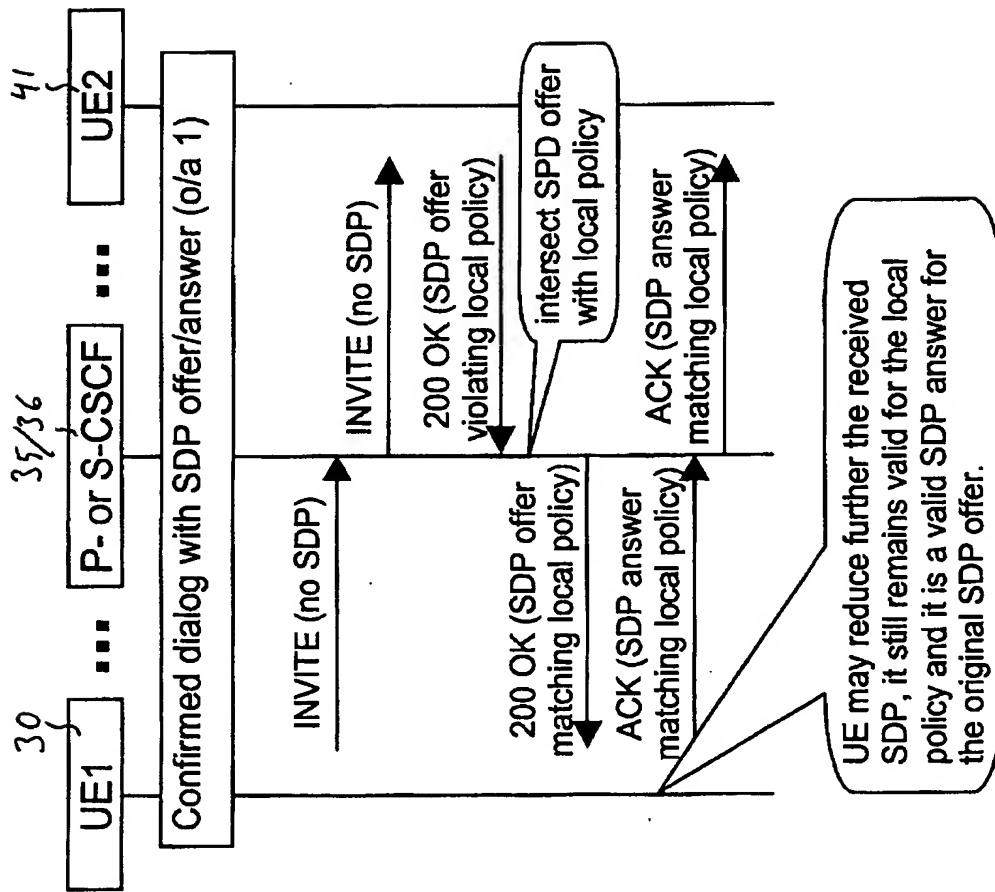 30
35/36
41
UE1
...
P- or S-CSCF
...
UE2
Confirmed dialog with SDP offer/answer (o/a 1)
INVITE (no SDP)
INVITE (no SDP)
200 OK (SDP offer
violating local policy)
intersect SPD offer
with local policy
200 OK (SDP offer
matching local policy)
ACK (SDP answer
matching local policy)
ACK (SDP answer
matching local policy)
UE may reduce further the received
SDP, it still remains valid for the local
policy and it is a valid SDP answer for
the original SDP offer.